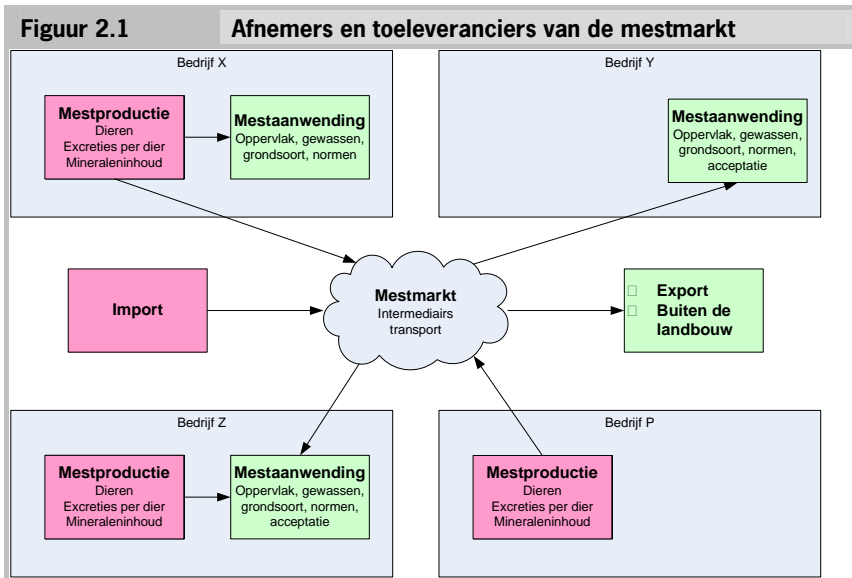 Figuur 2.1 Afnemers en toeleveranciers van de mestmarkt
Bedrijf X
Mestproductie
Dieren
Excreties per dier
Mineraleninhoud
Mestaanwending
Oppervlak, gewassen,
grondsoort, normen
Bedrijf Y
Mestaanwending
Oppervlak, gewassen,
grondsoort, normen,
acceptatie
Import
Mestmarkt
Intermediairs
transport
Export
Buiten de
landbouw
Bedrijf Z
Mestproductie
Dieren
Excreties per dier
Mineraleninhoud
Mestaanwending
Oppervlak, gewassen,
grondsoort, normen,
acceptatie
Bedrijf P
Mestproductie
Dieren
Excreties per dier
Mineraleninhoud